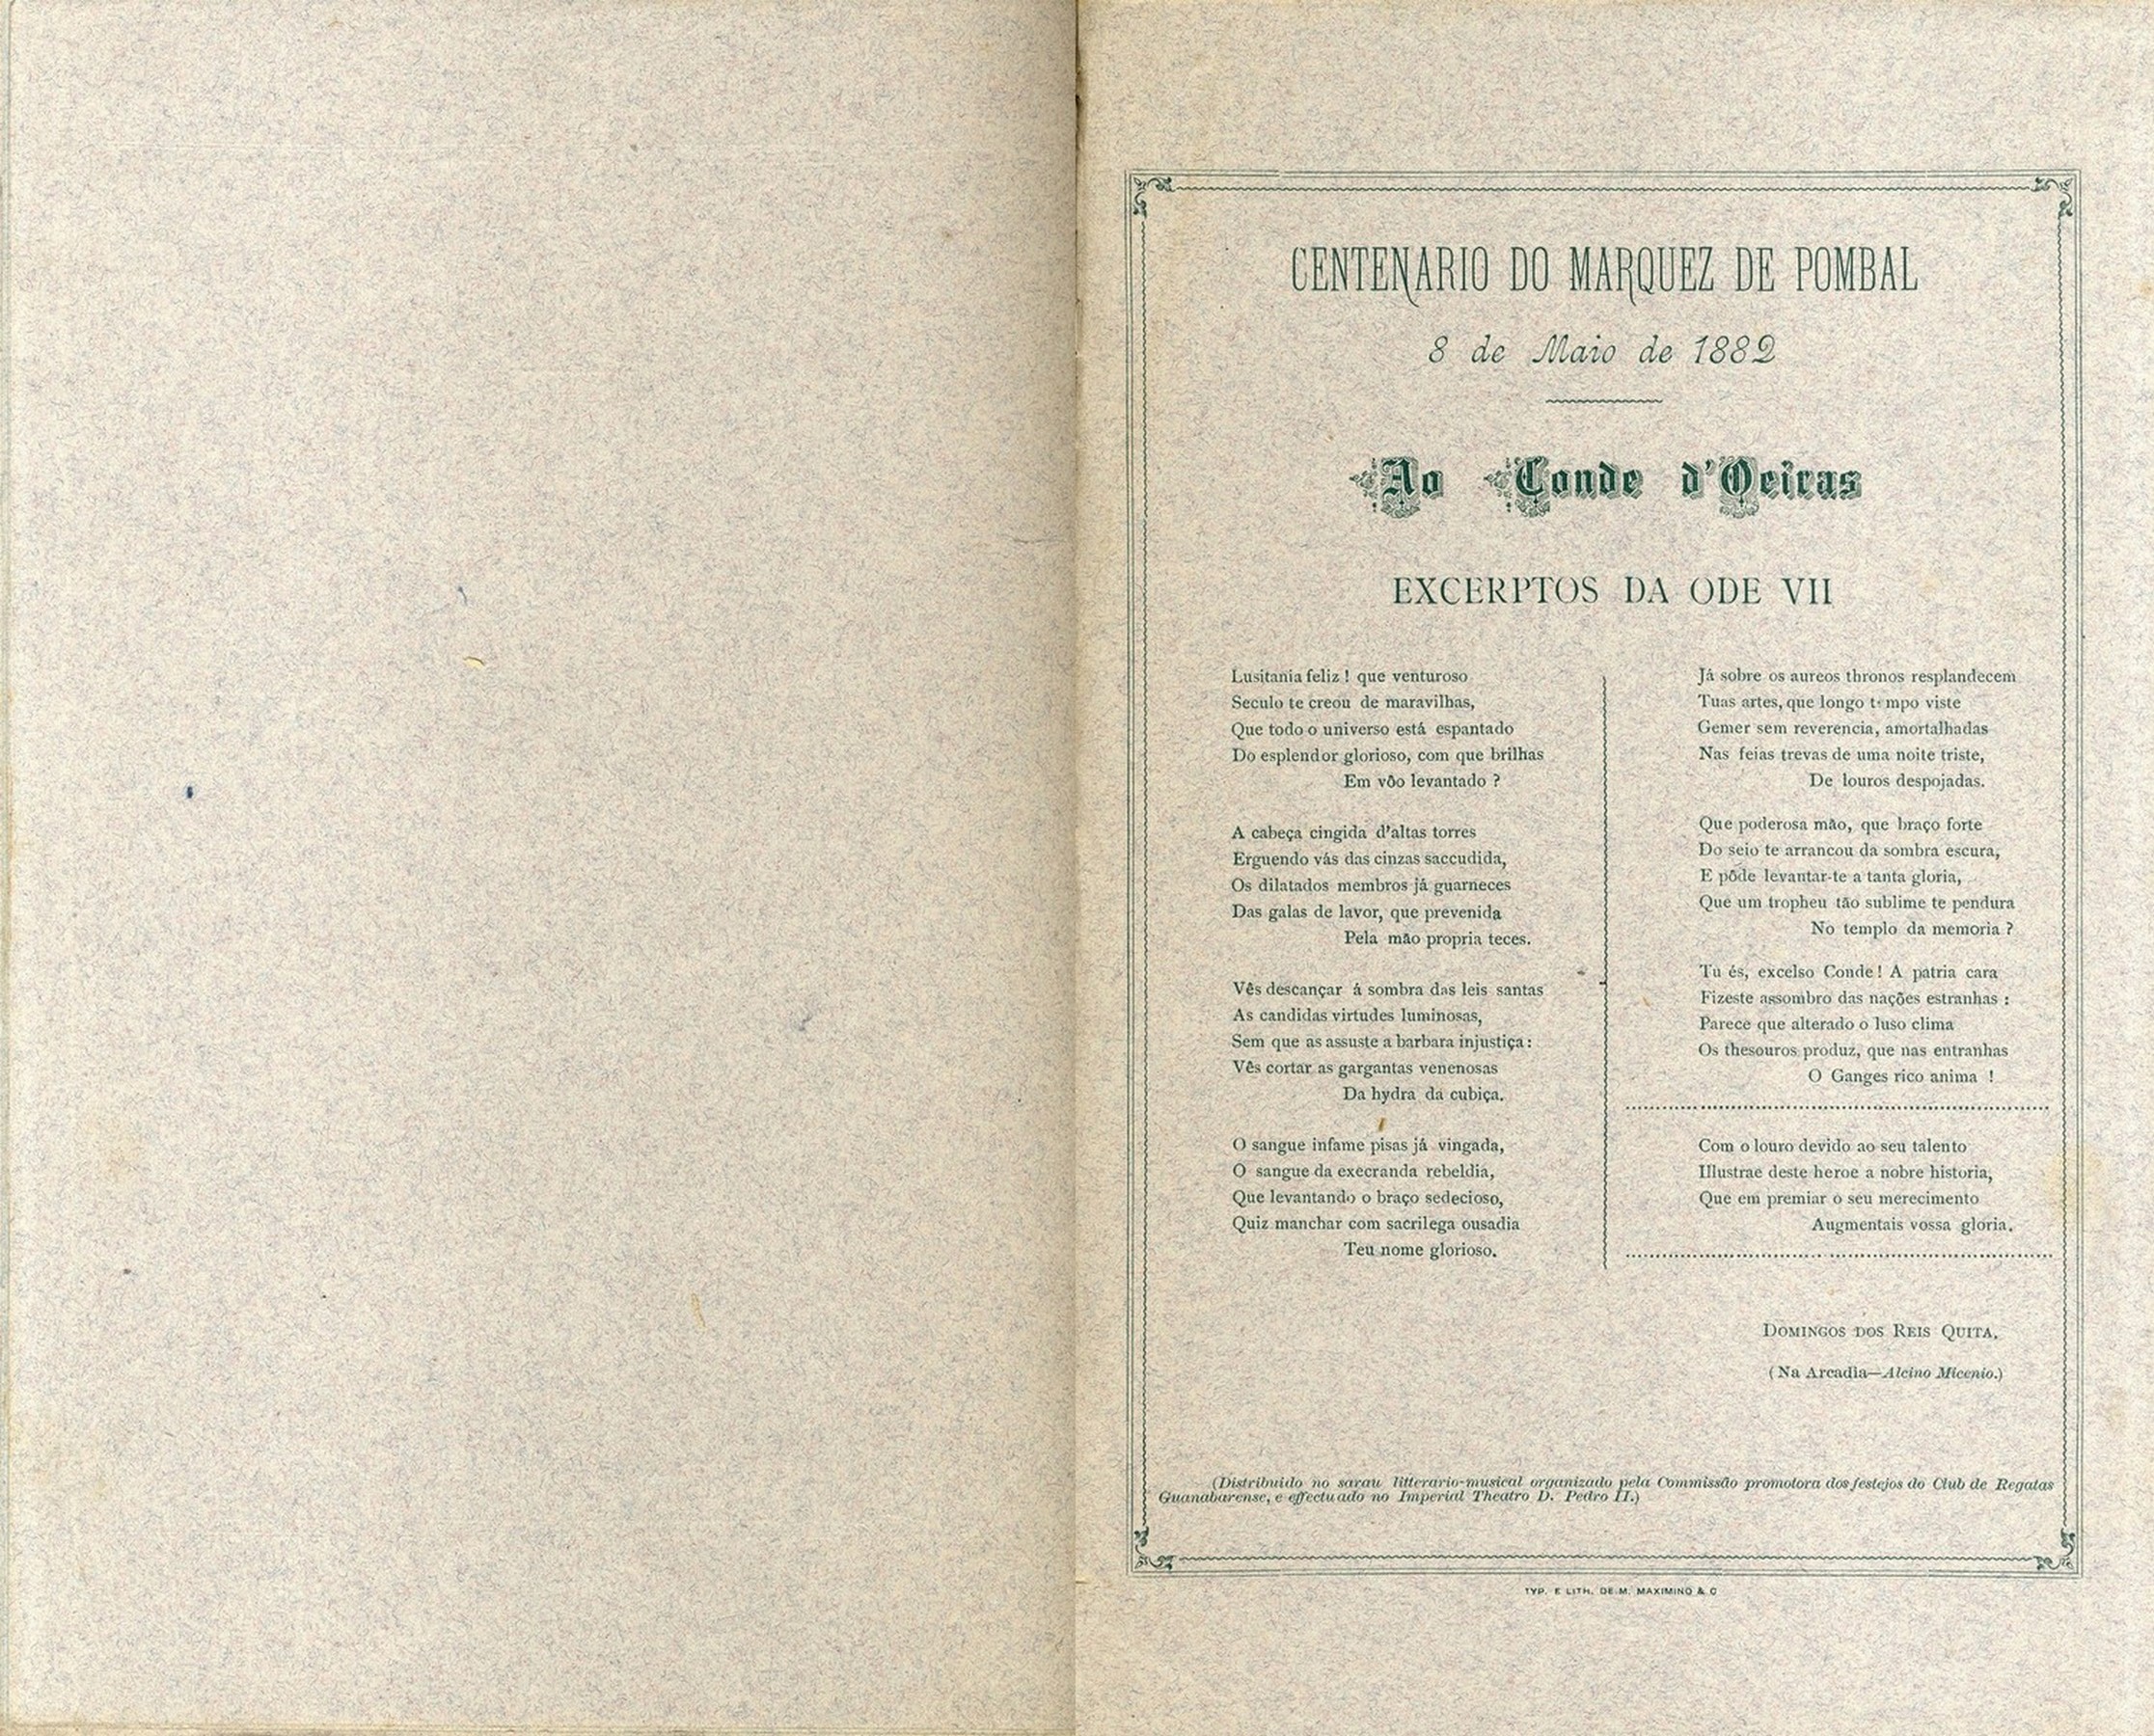 CENTENARIO DO MARQUEZ DE POMBAL
8 de Maio de 1882
Ao Conde d'Oeiras
EXCERPTOS DA ODE VII
Lusitania feliz ! que venturoso
Seculo te creou de maravilhas,
Que todo o universo está espantado
Do esplendor glorioso, com que brilhas
Em vôo levantado ?
A cabeça cingida d'altas torres
Erguendo vás das cinzas saccudida,
Os dilatados membros já guarneces
Das galas de lavor, que prevenida
Pela mão propria teces.
Vês descançar á sombra das leis santas
As candidas virtudes luminosas,
Sem que as assuste a barbara injustiça :
Vês cortar as gargantas venenosas
Da hydra da cubiça.
O sangue infame pisas já vingada,
O sangue da execranda rebeldia,
Que levantando o braço sedecioso,
Quiz manchar com sacrilega ousadia
Teu nome glorioso.
Já sobre os aureos thronos resplandecem
Tuas artes, que longo t mpo viste
Gemer sem reverencia, amortalhadas
Nas feias trevas de uma noite triste,
De louros despojadas.
Que poderosa mão, que braço forte
Do seio te arrancou da sombra escura,
E pôde levantar-te a tanta gloria,
Que um tropheu tão sublime te pendura
No templo da memoria ?
Tu és, excelso Conde ! A patria cara
Fizeste assombro das nações estranhas :
Parece que alterado o luso clima
Os thesouros produz, que nas entranhas
O Ganges rico anima !
Com o louro devido ao seu talento
Illustrae deste heroe a nobre historia,
Que em premiar o seu merecimento
Augmentais vossa gloria.
DOMINGOS DOS REIS QUITA.
(Na Arcadia—Alcino Micenio.)
(Distribuido no sarau litterario-musical organizado pela Commissão promotora dos festejos do Club de Regatas
Guanabarense, e effectuado no Imperial Theatro D. Pedro II.)
TYP. E LITH. DE M. MAXIMINO & C